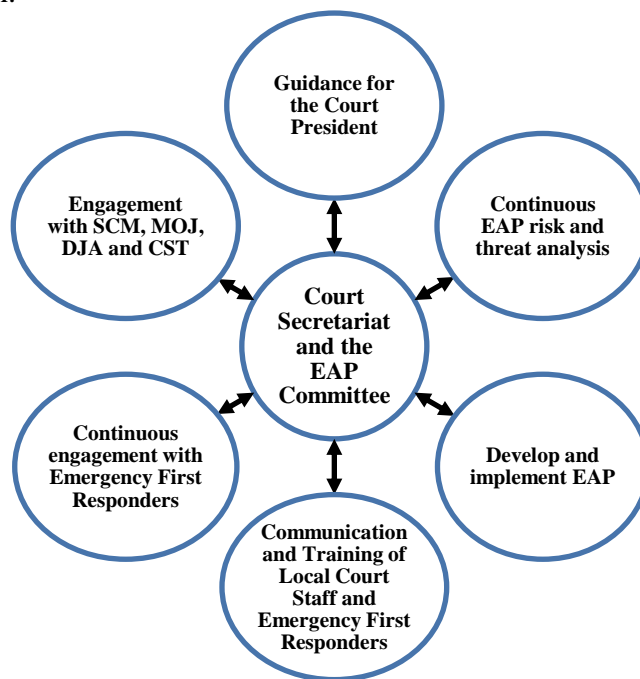 Guidance for
the Court
President
Engagement
with SCM, MOJ,
DJA and CST
Continuous
EAP risk and
threat analysis
Court
Secretariat
and the
EAP
Committee
Continuous
engagement with
Emergency First
Responders
Develop and
implement EAP
Communication
and Training of
Local Court
Staff and
Emergency First
Responders